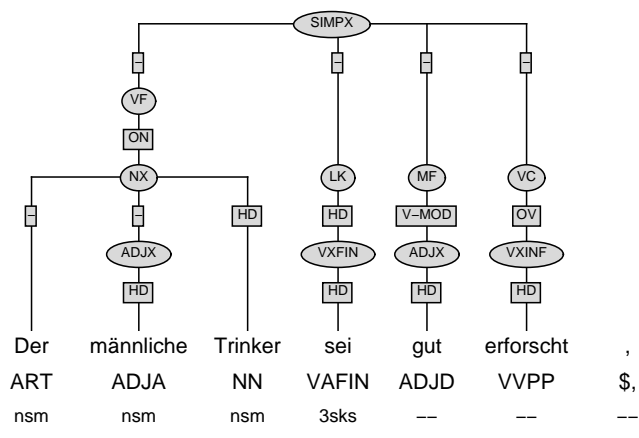 SIMPX
– – – –
VF
ON
NX LK MF VC
– – HD HD V–MOD OV
ADJX VXFIN ADJX VXINF
HD HD HD HD
Der männliche Trinker sei gut erforscht ,
ART ADJA NN VAFIN ADJD VVPP $,
nsm nsm nsm 3sks –– –– ––